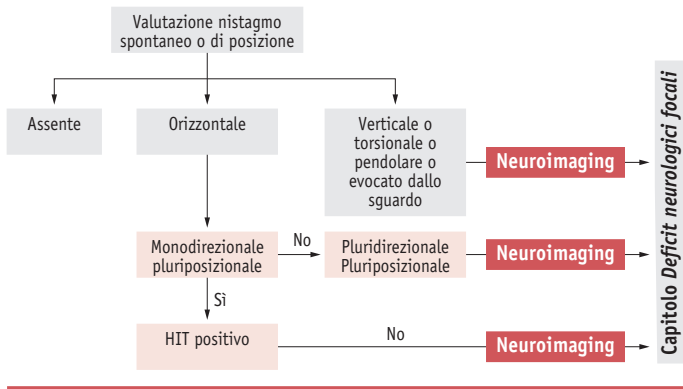 Valutazione nistagmo
spontaneo o di posizione
Assente
Orizzontale
Verticale o
torsionale o
pendolare o
evocato dallo
sguardo
Neuroimaging
Monodirezionale
pluriposizionale
No
Pluridirezionale
Pluriposizionale
Neuroimaging
Sì
HIT positivo
No
Neuroimaging
Capitolo Deficit neurologici focali